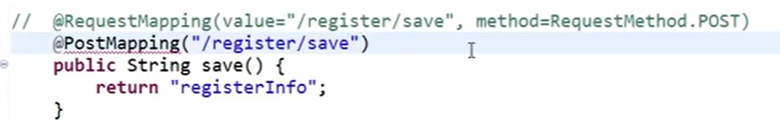 //  @RequestMapping(value="/register/save", method=RequestMethod.POST)
@PostMapping("/register/save")
public String save() {
return "registerInfo";
}